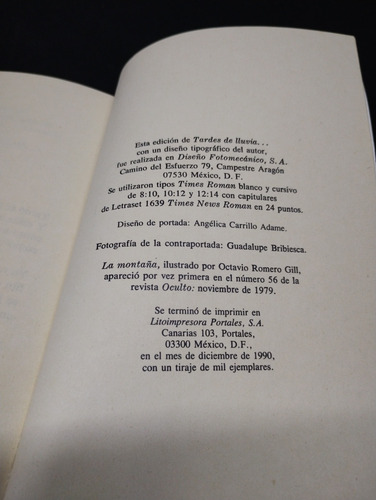 Esta edición de Tardes de lluvia...
con un diseño tipográfico del autor,
fue realizada en Diseño Fotomecánico, S.A.
Camino del Esfuerzo 79, Campestre Aragón
07530 México, D. F.
Se utilizaron tipos Times Roman blanco y cursivo
de 8:10, 10:12 y 12:14 con capitulares
de Letraset 1639 Times News Roman en 24 puntos.
Diseño de portada: Angélica Carrillo Adame.
Fotografía de la contraportada: Guadalupe Bribiesca.
La montaña, ilustrado por Octavio Romero Gill,
apareció por vez primera en el número 56 de la
revista Oculto: noviembre de 1979.
Se terminó de imprimir en
Litoimpresora Portales, S.A.
Canarias 103, Portales,
03300 México, D.F.,
en el mes de diciembre de 1990,
con un tiraje de mil ejemplares.